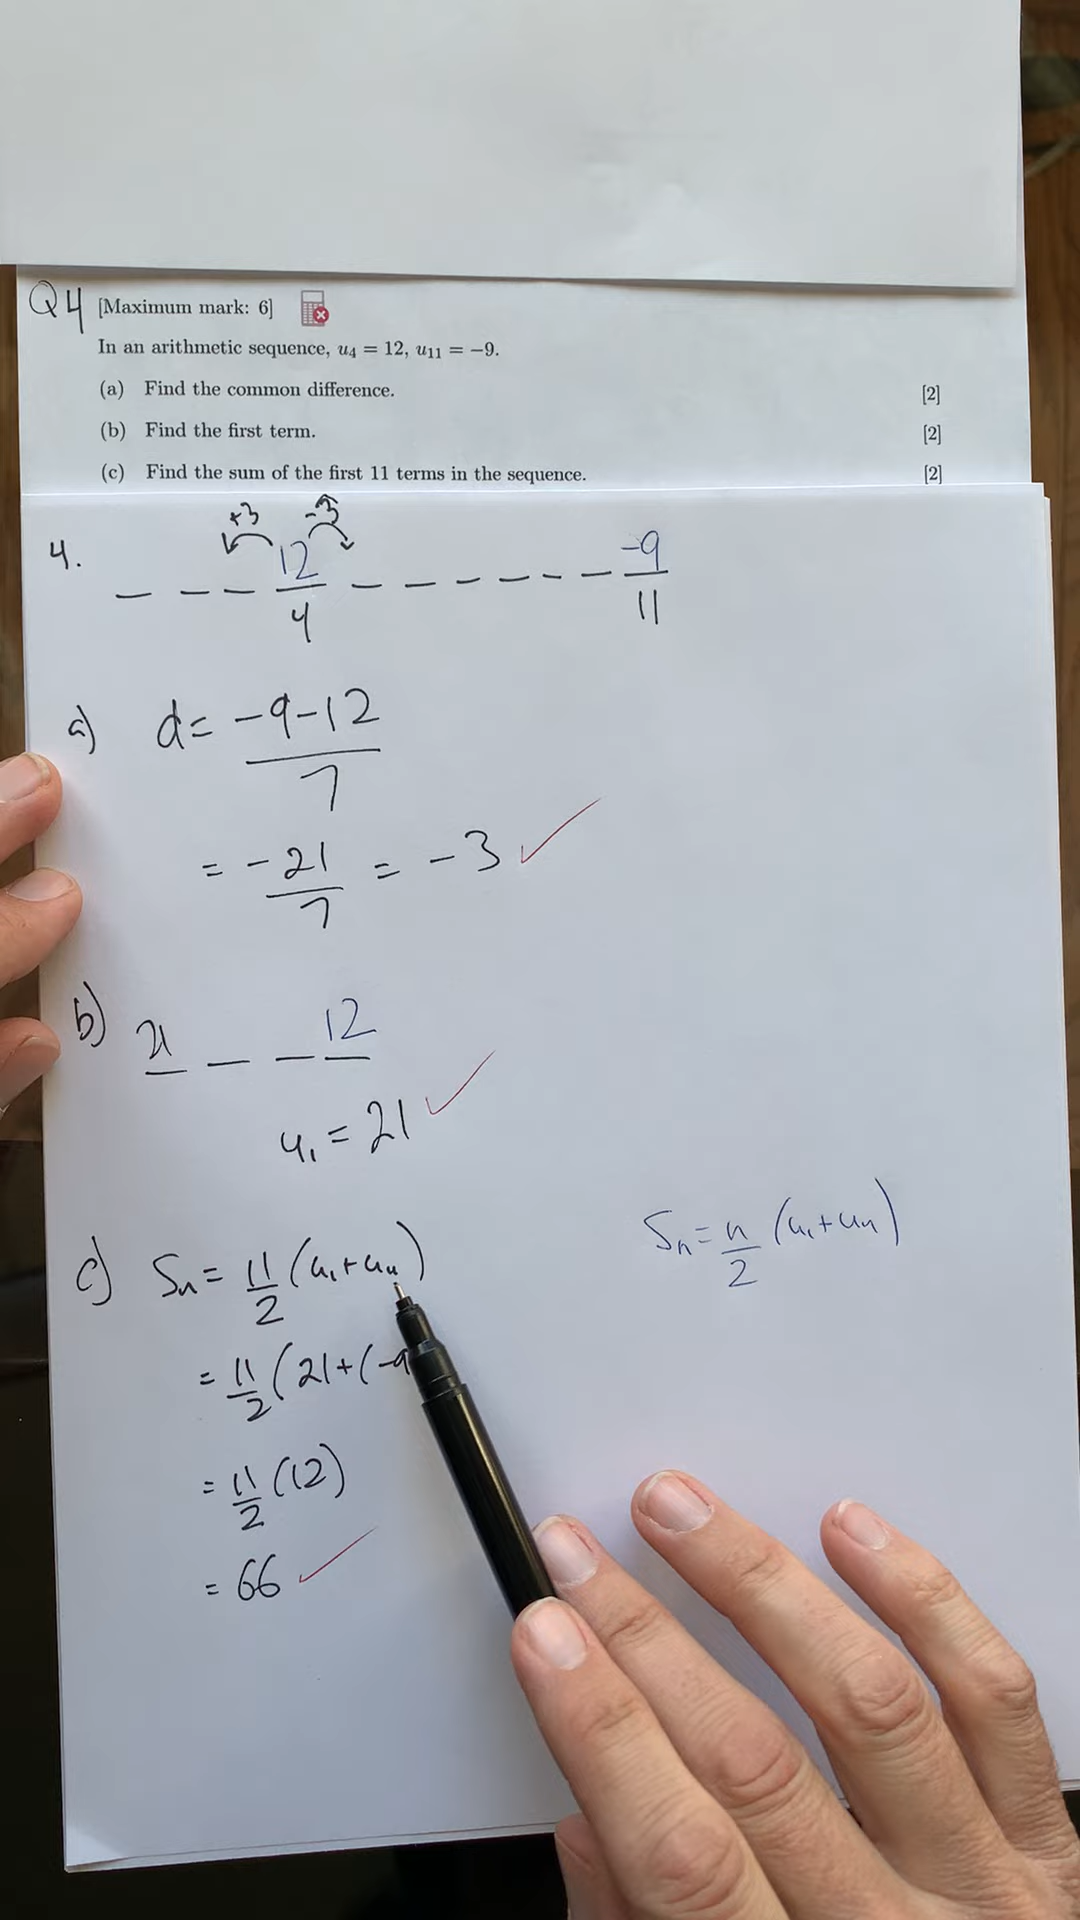 Q4 [Maximum mark: 6]
In an arithmetic sequence, u₄ = 12, u₁₁ = −9.
(a) Find the common difference. [2]
(b) Find the first term. [2]
(c) Find the sum of the first 11 terms in the sequence. [2]
+3 -3
4. 12 -9
4 11
a) d= -9-12
7
= -21/7 = -3
b) 21 12
u₁ = 21
c) Sn = 11/2 (u₁+un) Sn = n/2 (u₁+un)
= 11/2 (21+(-9
= 11/2 (12)
= 66